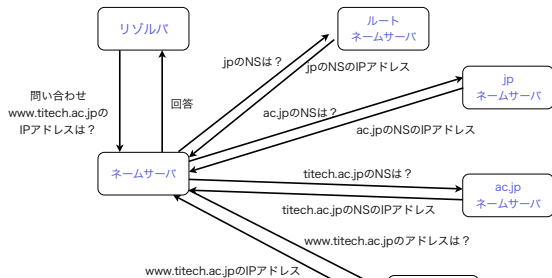 リゾルバ
ルート
ネームサーバ
jpのNSは？
jpのNSのIPアドレス
jp
ネームサーバ
問い合わせ
www.titech.ac.jpの
IPアドレスは？
回答
ac.jpのNSは？
ac.jpのNSのIPアドレス
ネームサーバ
titech.ac.jpのNSは？
ac.jp
ネームサーバ
titech.ac.jpのNSのIPアドレス
www.titech.ac.jpのアドレスは？
www.titech.ac.jpのIPアドレス